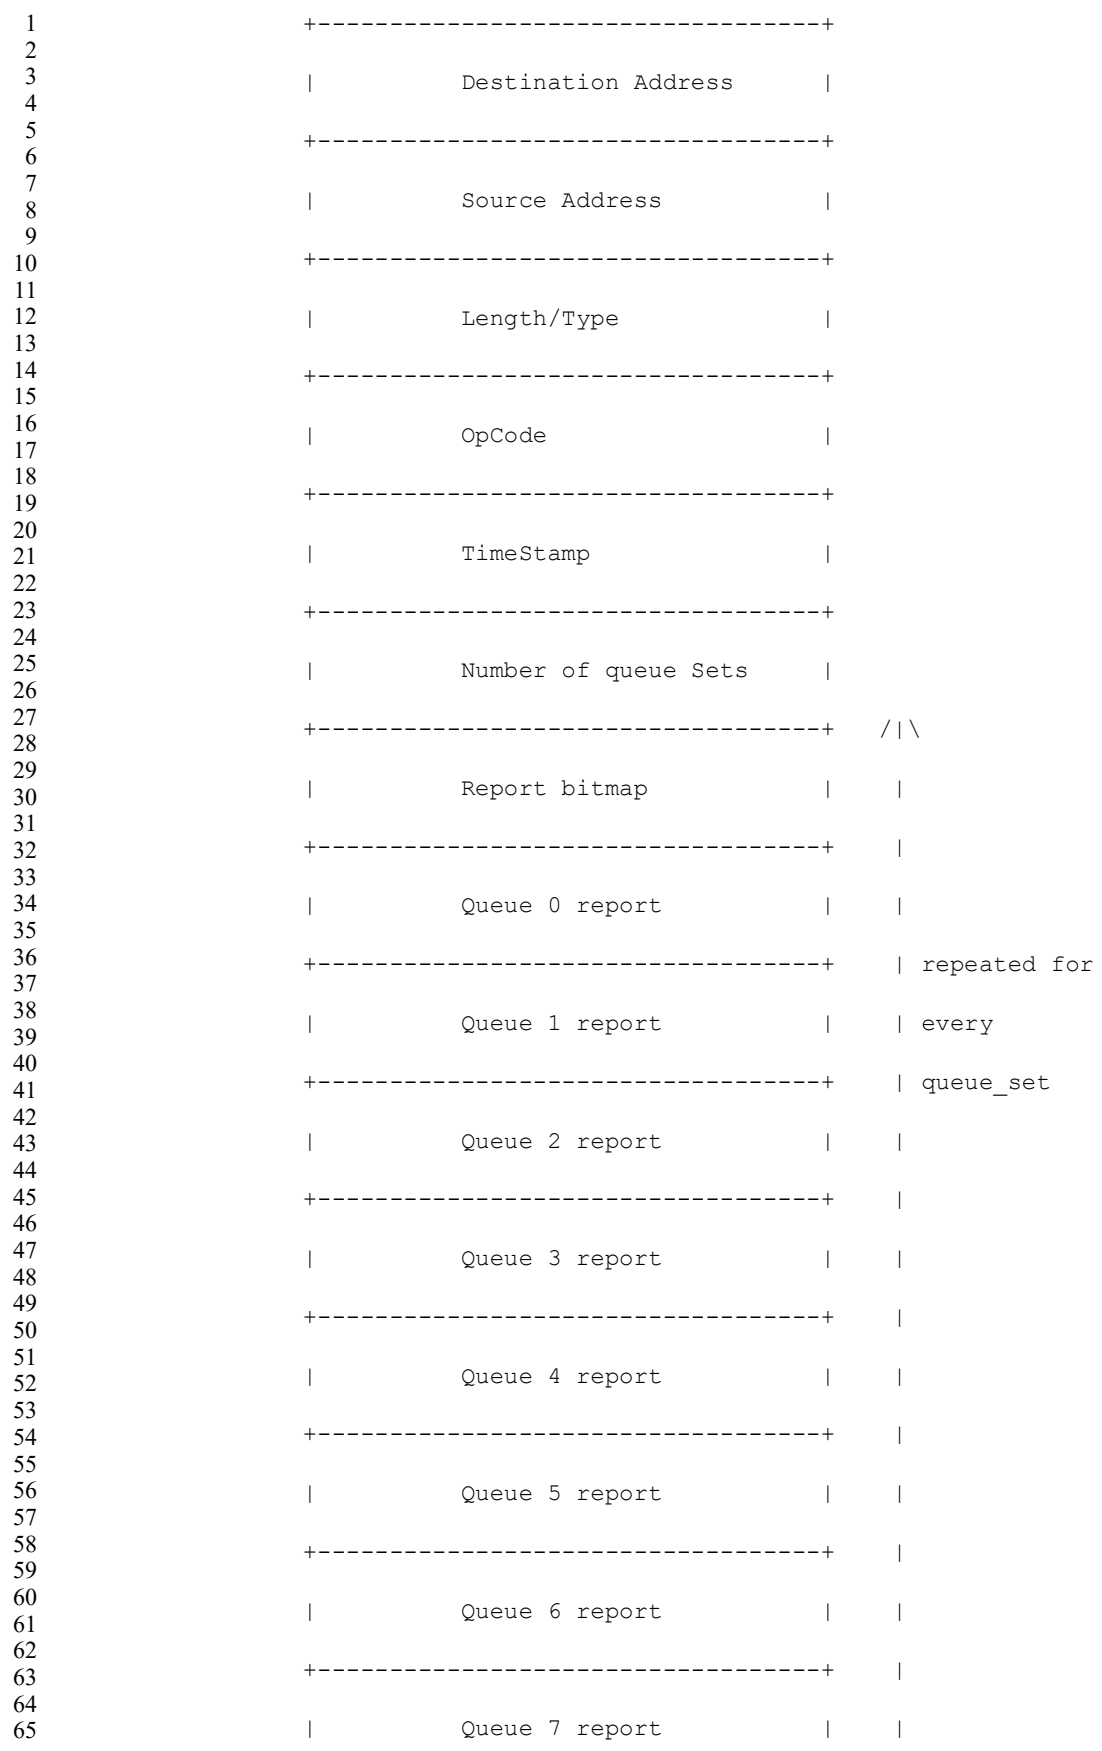 1 +-----------------------------------+
2
3 | Destination Address |
4
5 +-----------------------------------+
6
7 | Source Address |
8
9
10 +-----------------------------------+
11
12 | Length/Type |
13
14 +-----------------------------------+
15
16 | OpCode |
17
18
19 +-----------------------------------+
20
21 | TimeStamp |
22
23 +-----------------------------------+
24
25 | Number of queue Sets |
26
27 +-----------------------------------+ /|\
28
29
30 | Report bitmap | |
31
32 +-----------------------------------+ |
33
34 | Queue 0 report | |
35
36 +-----------------------------------+ | repeated for
37
38 | Queue 1 report | | every
39
40
41 +-----------------------------------+ | queue_set
42
43 | Queue 2 report | |
44
45 +-----------------------------------+ |
46
47 | Queue 3 report | |
48
49
50 +-----------------------------------+ |
51
52 | Queue 4 report | |
53
54 +-----------------------------------+ |
55
56 | Queue 5 report | |
57
58 +-----------------------------------+ |
59
60
61 | Queue 6 report | |
62
63 +-----------------------------------+ |
64
65 | Queue 7 report | |